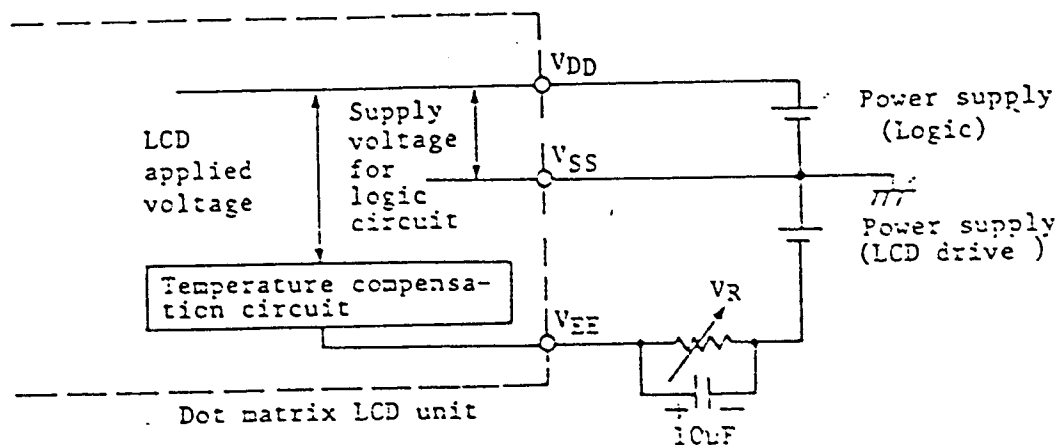 VDD
Supply
voltage
for
logic
circuit
LCD
applied
voltage
VSS
Power supply
(Logic)
Power supply
(LCD drive )
Temperature compensa-
tion circuit
VEE
VR
10uF
Dot matrix LCD unit